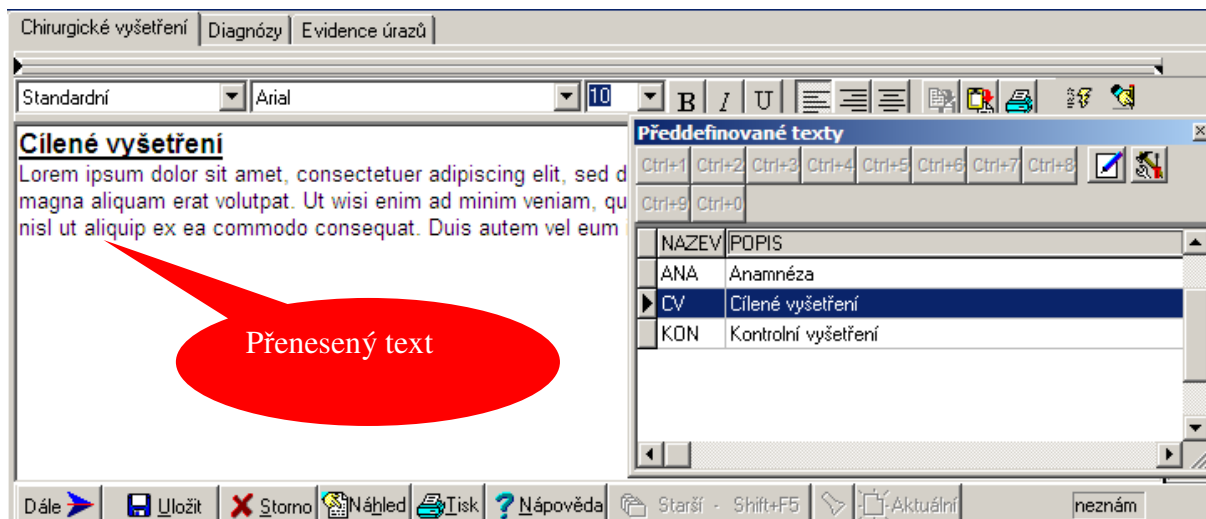 Chirurgické vyšetření Diagnózy Evidence úrazů
Standardní Arial 10 B I U
Cílené vyšetření
Lorem ipsum dolor sit amet, consectetuer adipiscing elit, sed d
magna aliquam erat volutpat. Ut wisi enim ad minim veniam, qu
nisl ut aliquip ex ea commodo consequat. Duis autem vel eum i
Přenesený text
Předdefinované texty
Ctrl+1 Ctrl+2 Ctrl+3 Ctrl+4 Ctrl+5 Ctrl+6 Ctrl+7 Ctrl+8
Ctrl+9 Ctrl+0
NAZEV POPIS
ANA Anamnéza
CV Cílené vyšetření
KON Kontrolní vyšetření
Dále Uložit Storno Náhled Tisk Nápověda Starší - Shift+F5 Aktuální neznám